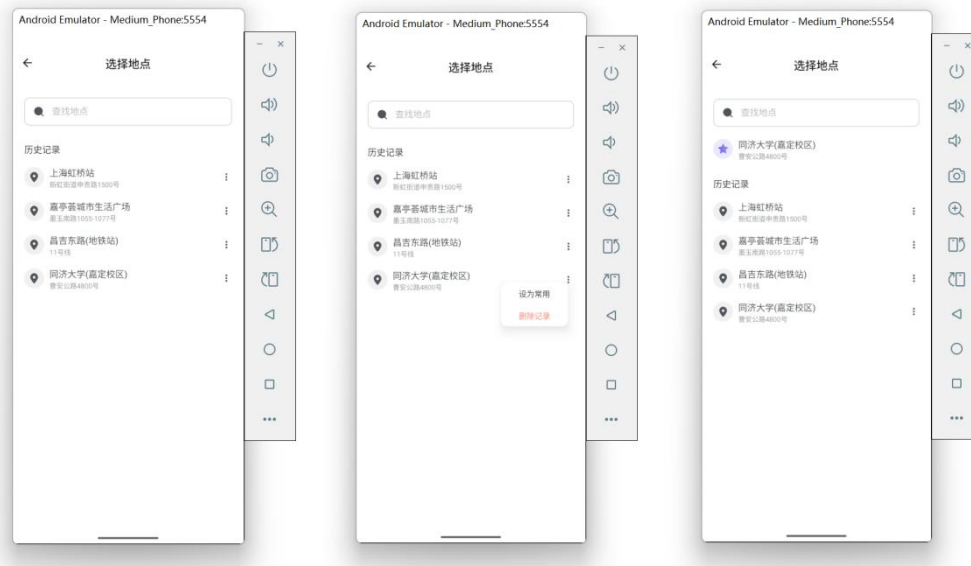 Android Emulator - Medium_Phone:5554
选择地点
查找地点
历史记录
上海虹桥站
新虹街道申贵路1500号
嘉亭荟城市生活广场
墨玉南路1055-1077号
昌吉东路(地铁站)
11号线
同济大学(嘉定校区)
曹安公路4800号
Android Emulator - Medium_Phone:5554
选择地点
查找地点
历史记录
上海虹桥站
新虹街道申贵路1500号
嘉亭荟城市生活广场
墨玉南路1055-1077号
昌吉东路(地铁站)
11号线
同济大学(嘉定校区)
曹安公路4800号
设为常用
删除记录
Android Emulator - Medium_Phone:5554
选择地点
查找地点
同济大学(嘉定校区)
曹安公路4800号
历史记录
上海虹桥站
新虹街道申贵路1500号
嘉亭荟城市生活广场
墨玉南路1055-1077号
昌吉东路(地铁站)
11号线
同济大学(嘉定校区)
曹安公路4800号